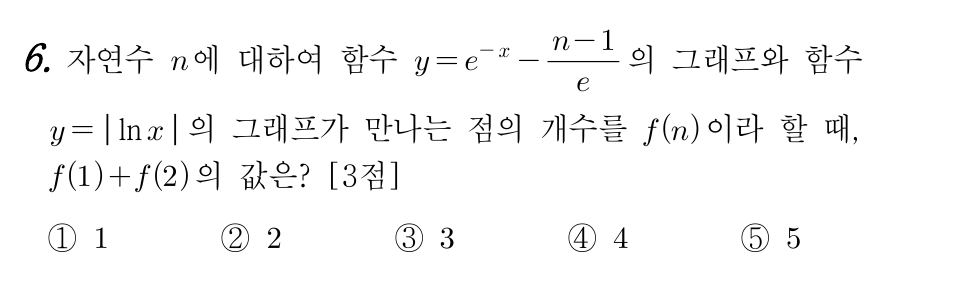 6. 자연수 n에 대하여 함수 y=e^{-x}-\frac{n-1}{e}의 그래프와 함수
y=|ln x|의 그래프가 만나는 점의 개수를 f(n)이라 할 때,
f(1)+f(2)의 값은? [3점]
① 1 ② 2 ③ 3 ④ 4 ⑤ 5